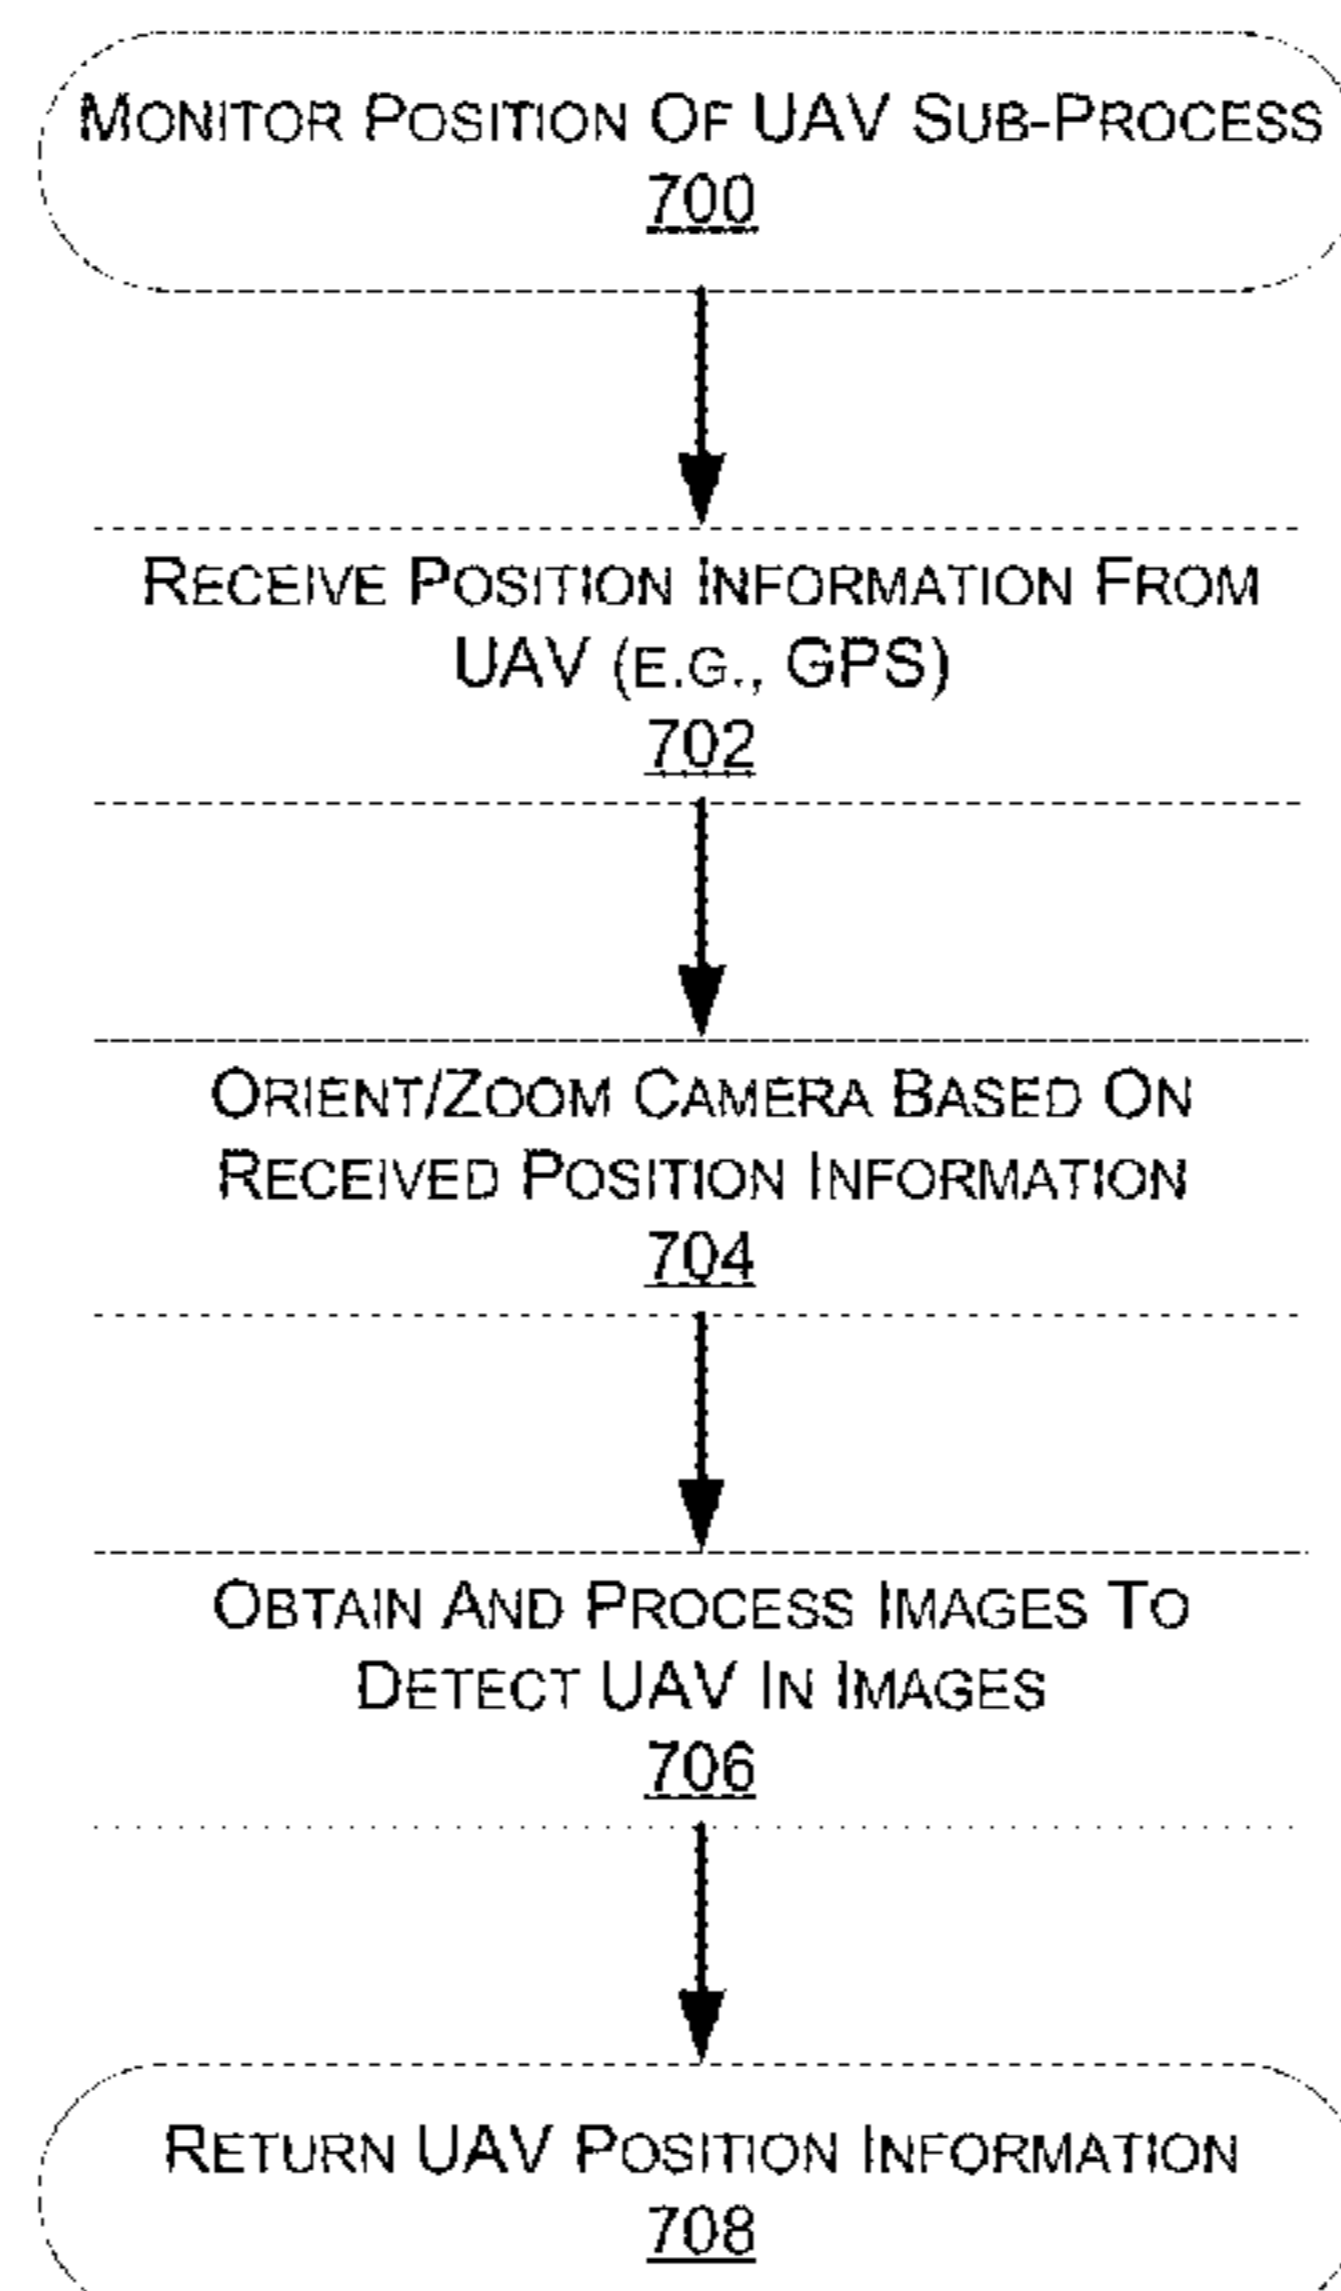 MONITOR POSITION OF UAV SUB-PROCESS
700
RECEIVE POSITION INFORMATION FROM
UAV (E.G., GPS)
702
ORIENT/ZOOM CAMERA BASED ON
RECEIVED POSITION INFORMATION
704
OBTAIN AND PROCESS IMAGES TO
DETECT UAV IN IMAGES
706
RETURN UAV POSITION INFORMATION
708